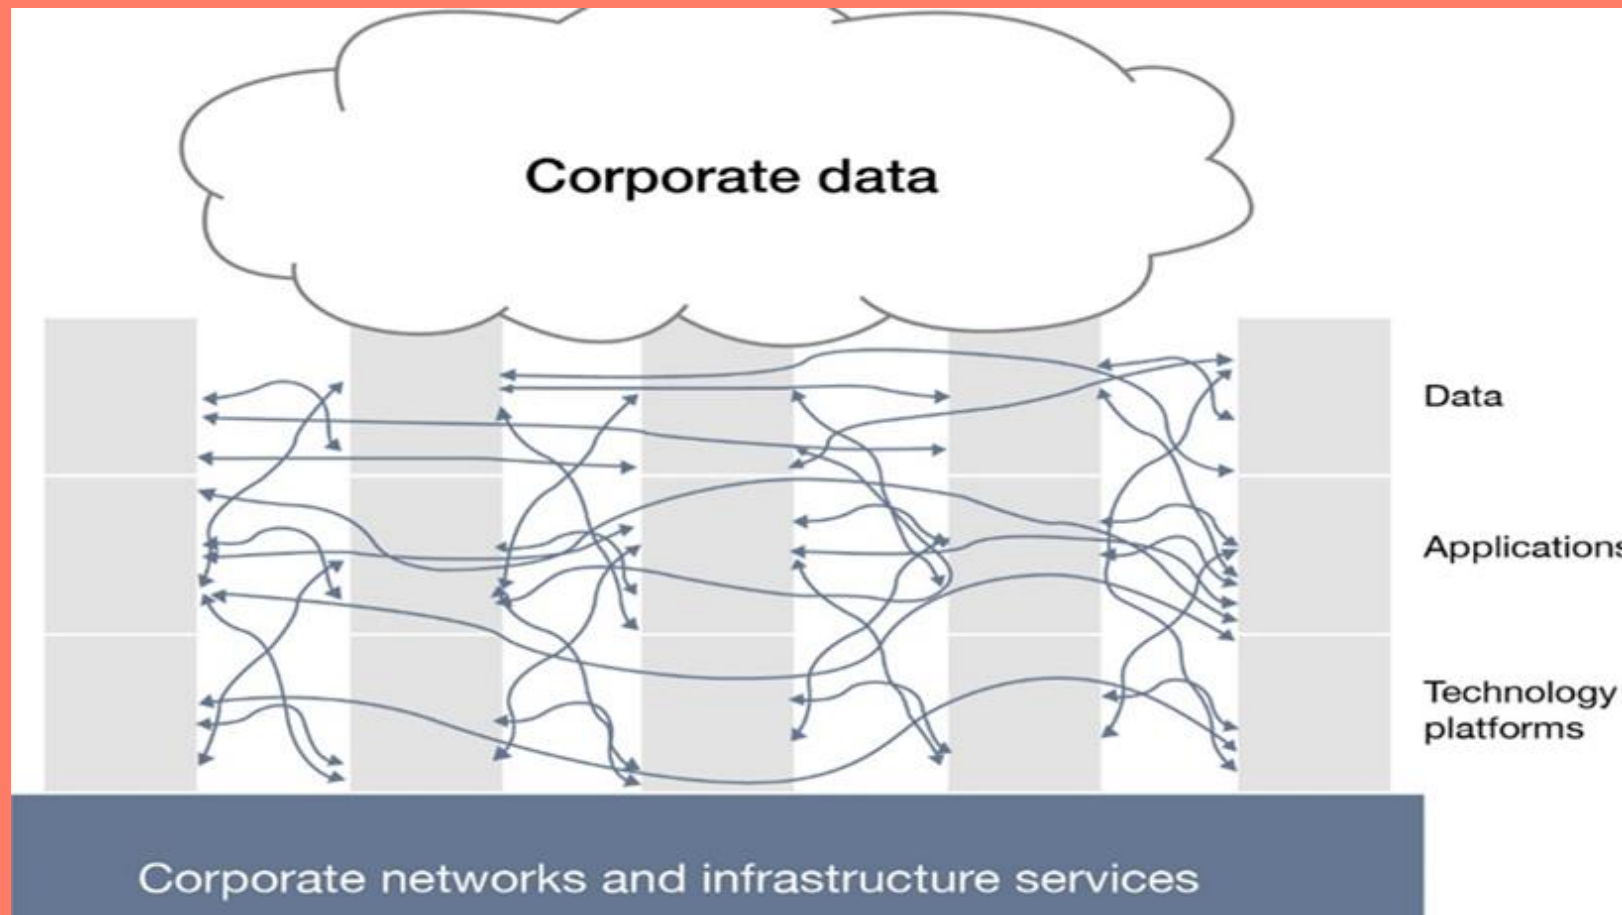 Corporate data
Data
Applications
Technology
platforms
Corporate networks and infrastructure services